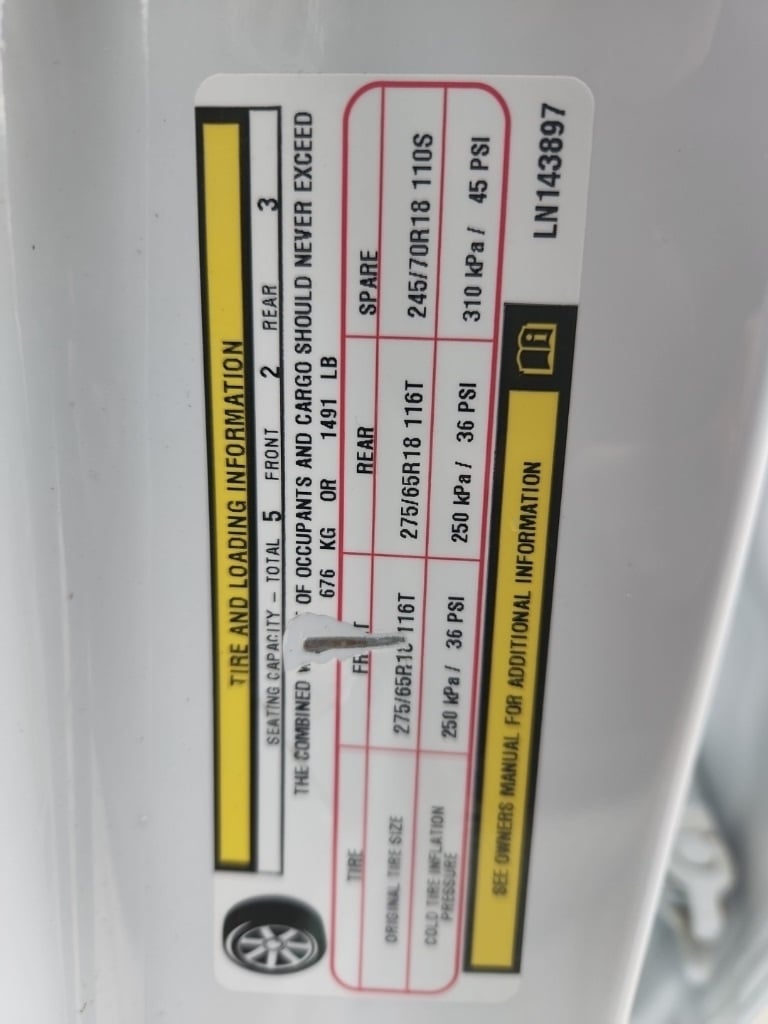 TIRE AND LOADING INFORMATION
SEATING CAPACITY – TOTAL 5 FRONT 2 REAR 3
THE COMBINED OF OCCUPANTS AND CARGO SHOULD NEVER EXCEED
676 KG OR 1491 LB
TIRE REAR SPARE
ORIGINAL TIRE SIZE 116T 275/65R18 116T 245/70R18 110S
COLD TIRE INFLATION PRESSURE 250 kPa / 36 PSI 250 kPa / 36 PSI 310 kPa / 45 PSI
SEE OWNERS MANUAL FOR ADDITIONAL INFORMATION
LN143897